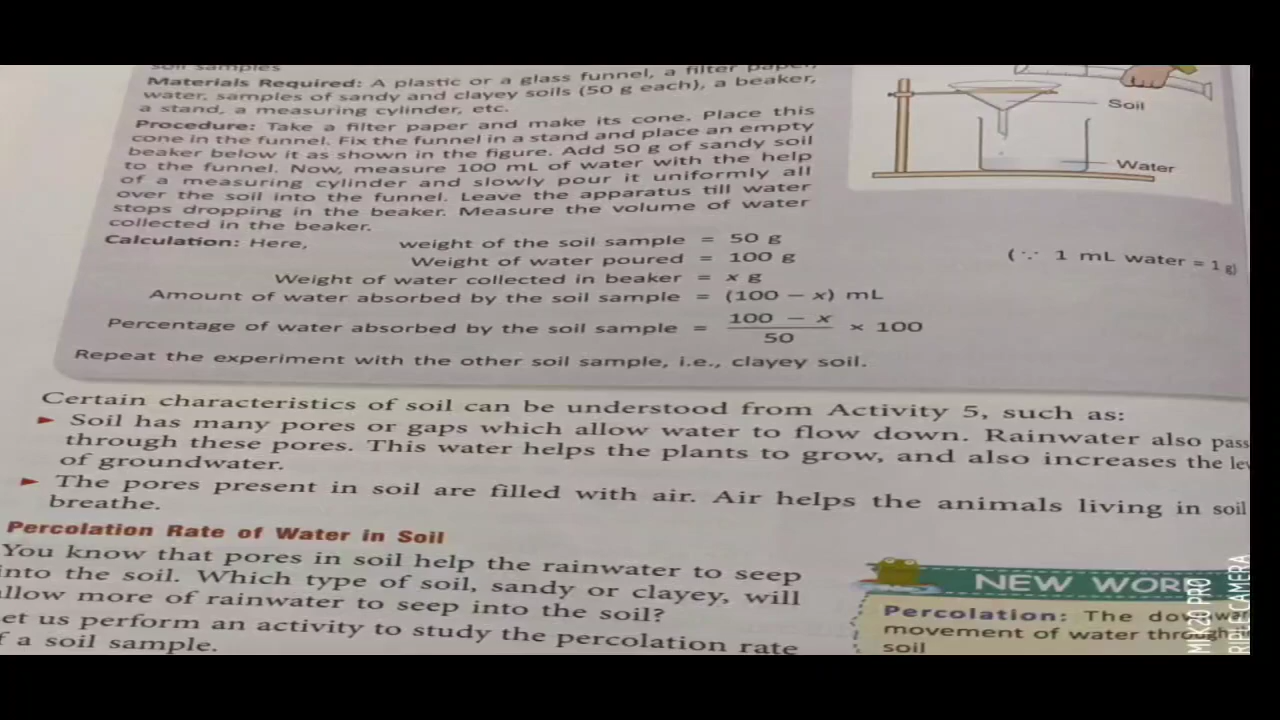 soil samples
Materials Required: A plastic or a glass funnel, a filter paper,
water, samples of sandy and clayey soils (50 g each), a beaker,
a stand, a measuring cylinder, etc.
Procedure: Take a filter paper and make its cone. Place this
cone in the funnel. Fix the funnel in a stand and place an empty
beaker below it as shown in the figure. Add 50 g of sandy soil
to the funnel. Now, measure 100 mL of water with the help
of a measuring cylinder and slowly pour it uniformly all
over the soil into the funnel. Leave the apparatus till water
stops dropping in the beaker. Measure the volume of water
collected in the beaker.
Soil
Water
Calculation: Here, weight of the soil sample = 50 g
Weight of water poured = 100 g (∵ 1 mL water = 1 g)
Weight of water collected in beaker = x g
Amount of water absorbed by the soil sample = (100 − x) mL
Percentage of water absorbed by the soil sample = 100 − x / 50 × 100
Repeat the experiment with the other soil sample, i.e., clayey soil.
Certain characteristics of soil can be understood from Activity 5, such as:
► Soil has many pores or gaps which allow water to flow down. Rainwater also pass
through these pores. This water helps the plants to grow, and also increases the lev
of groundwater.
► The pores present in soil are filled with air. Air helps the animals living in soil
breathe.
Percolation Rate of Water in Soil
You know that pores in soil help the rainwater to seep
into the soil. Which type of soil, sandy or clayey, will
allow more of rainwater to seep into the soil?
et us perform an activity to study the percolation rate
f a soil sample.
NEW WOR
Percolation: The downwar
movement of water through
soil
MI 20 PRO
RIPLE CAMERA